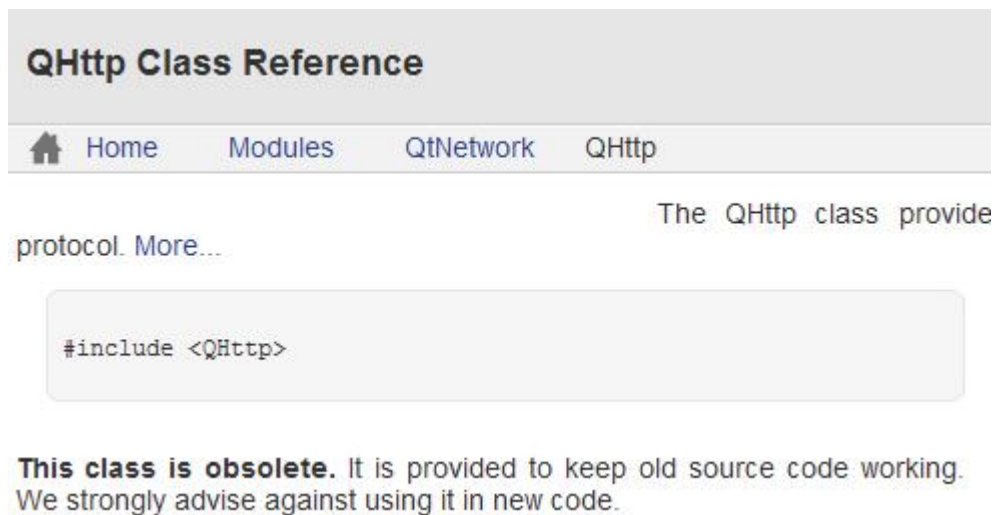 QHttp Class Reference
Home Modules QtNetwork QHttp
The QHttp class provide
protocol. More...
#include <QHttp>
This class is obsolete. It is provided to keep old source code working.
We strongly advise against using it in new code.